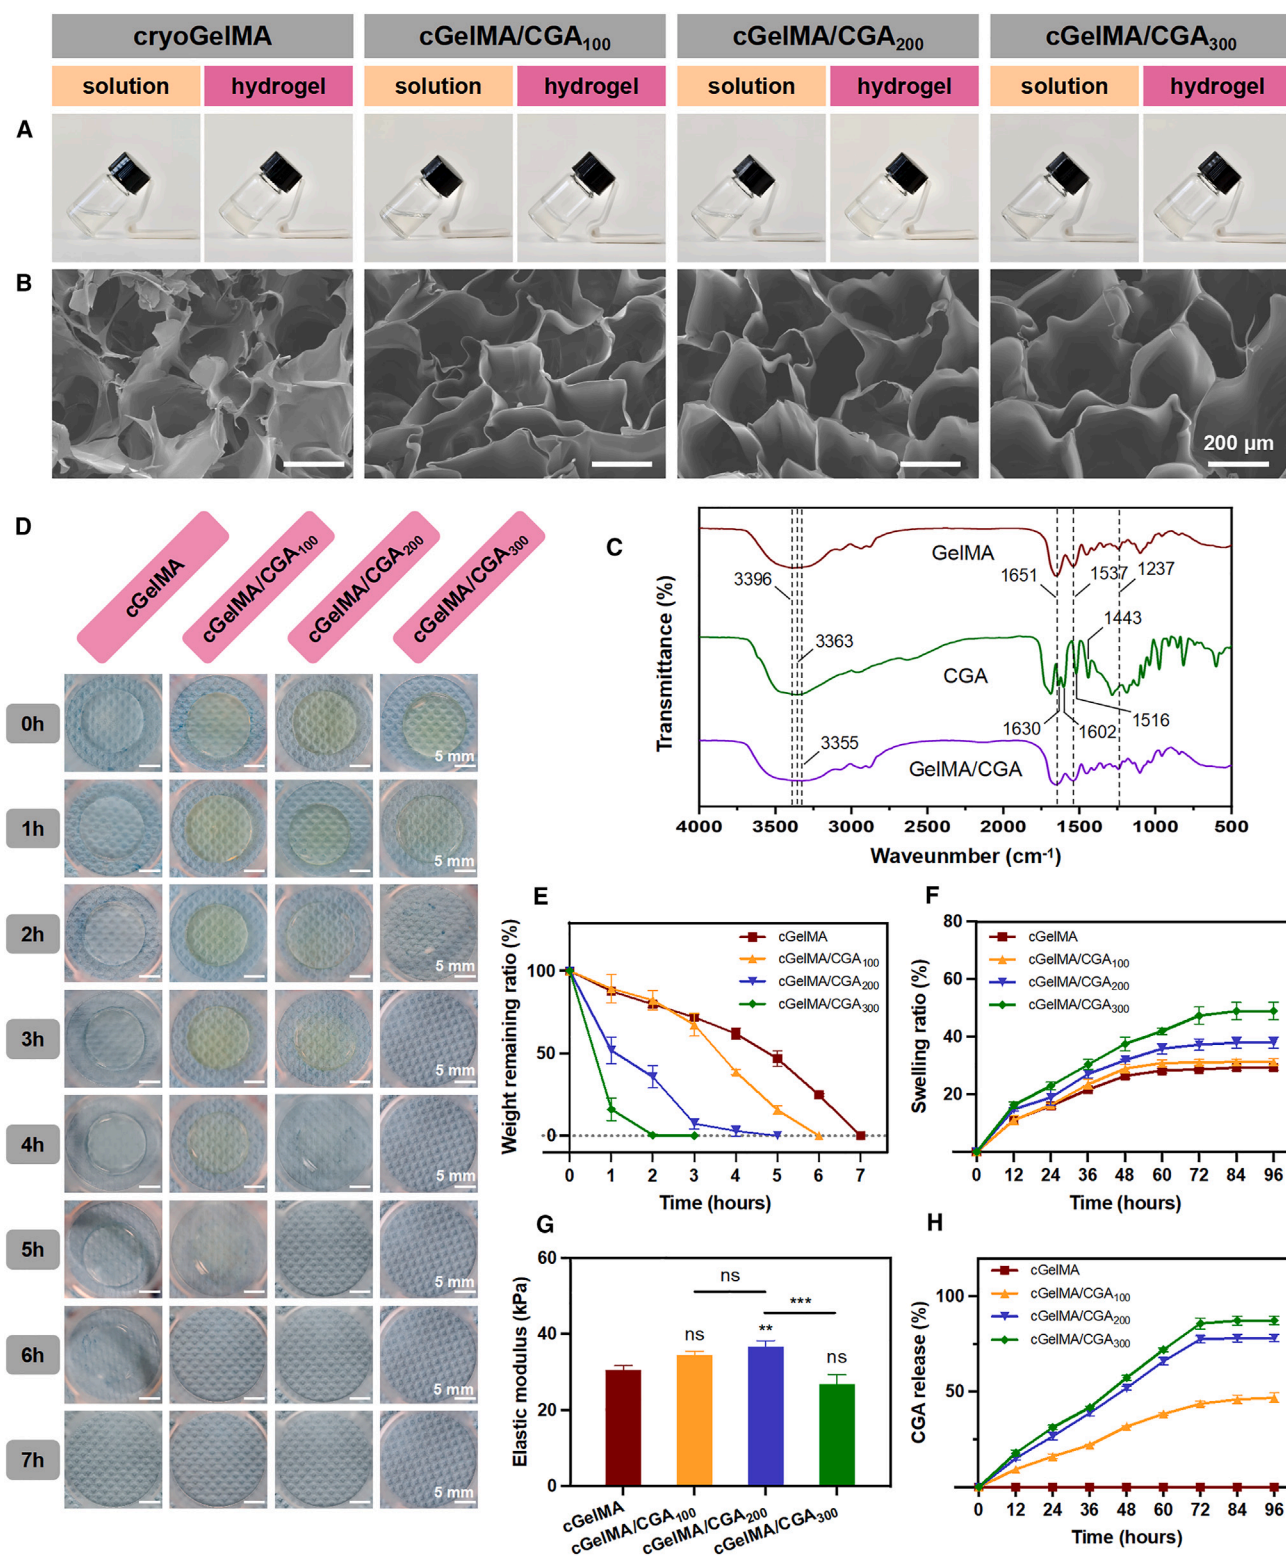 cryoGelMA cGelMA/CGA100 cGelMA/CGA200 cGelMA/CGA300
solution hydrogel solution hydrogel solution hydrogel solution hydrogel
A
B
200 μm
D
cGelMA
cGelMA/CGA100
cGelMA/CGA200
cGelMA/CGA300
0h
5 mm
1h
5 mm
2h
5 mm
3h
5 mm
4h
5 mm
5h
5 mm
6h
5 mm
7h
5 mm
C
Transmittance (%)
GelMA
3396
1651
1537
1237
3363
1443
CGA
1630
1602
1516
3355
GelMA/CGA
4000 3500 3000 2500 2000 1500 1000 500
Waveunmber (cm-1)
E
Weight remaining ratio (%)
100
50
0
cGelMA
cGelMA/CGA100
cGelMA/CGA200
cGelMA/CGA300
0 1 2 3 4 5 6 7
Time (hours)
F
Swelling ratio (%)
80
60
40
20
cGelMA
cGelMA/CGA100
cGelMA/CGA200
cGelMA/CGA300
0 12 24 36 48 60 72 84 96
Time (hours)
G
Elastic modulus (kPa)
60
40
20
0
ns
***
ns
**
ns
cGelMA
cGelMA/CGA100
cGelMA/CGA200
cGelMA/CGA300
H
CGA release (%)
100
50
cGelMA
cGelMA/CGA100
cGelMA/CGA200
cGelMA/CGA300
0 12 24 36 48 60 72 84 96
Time (hours)